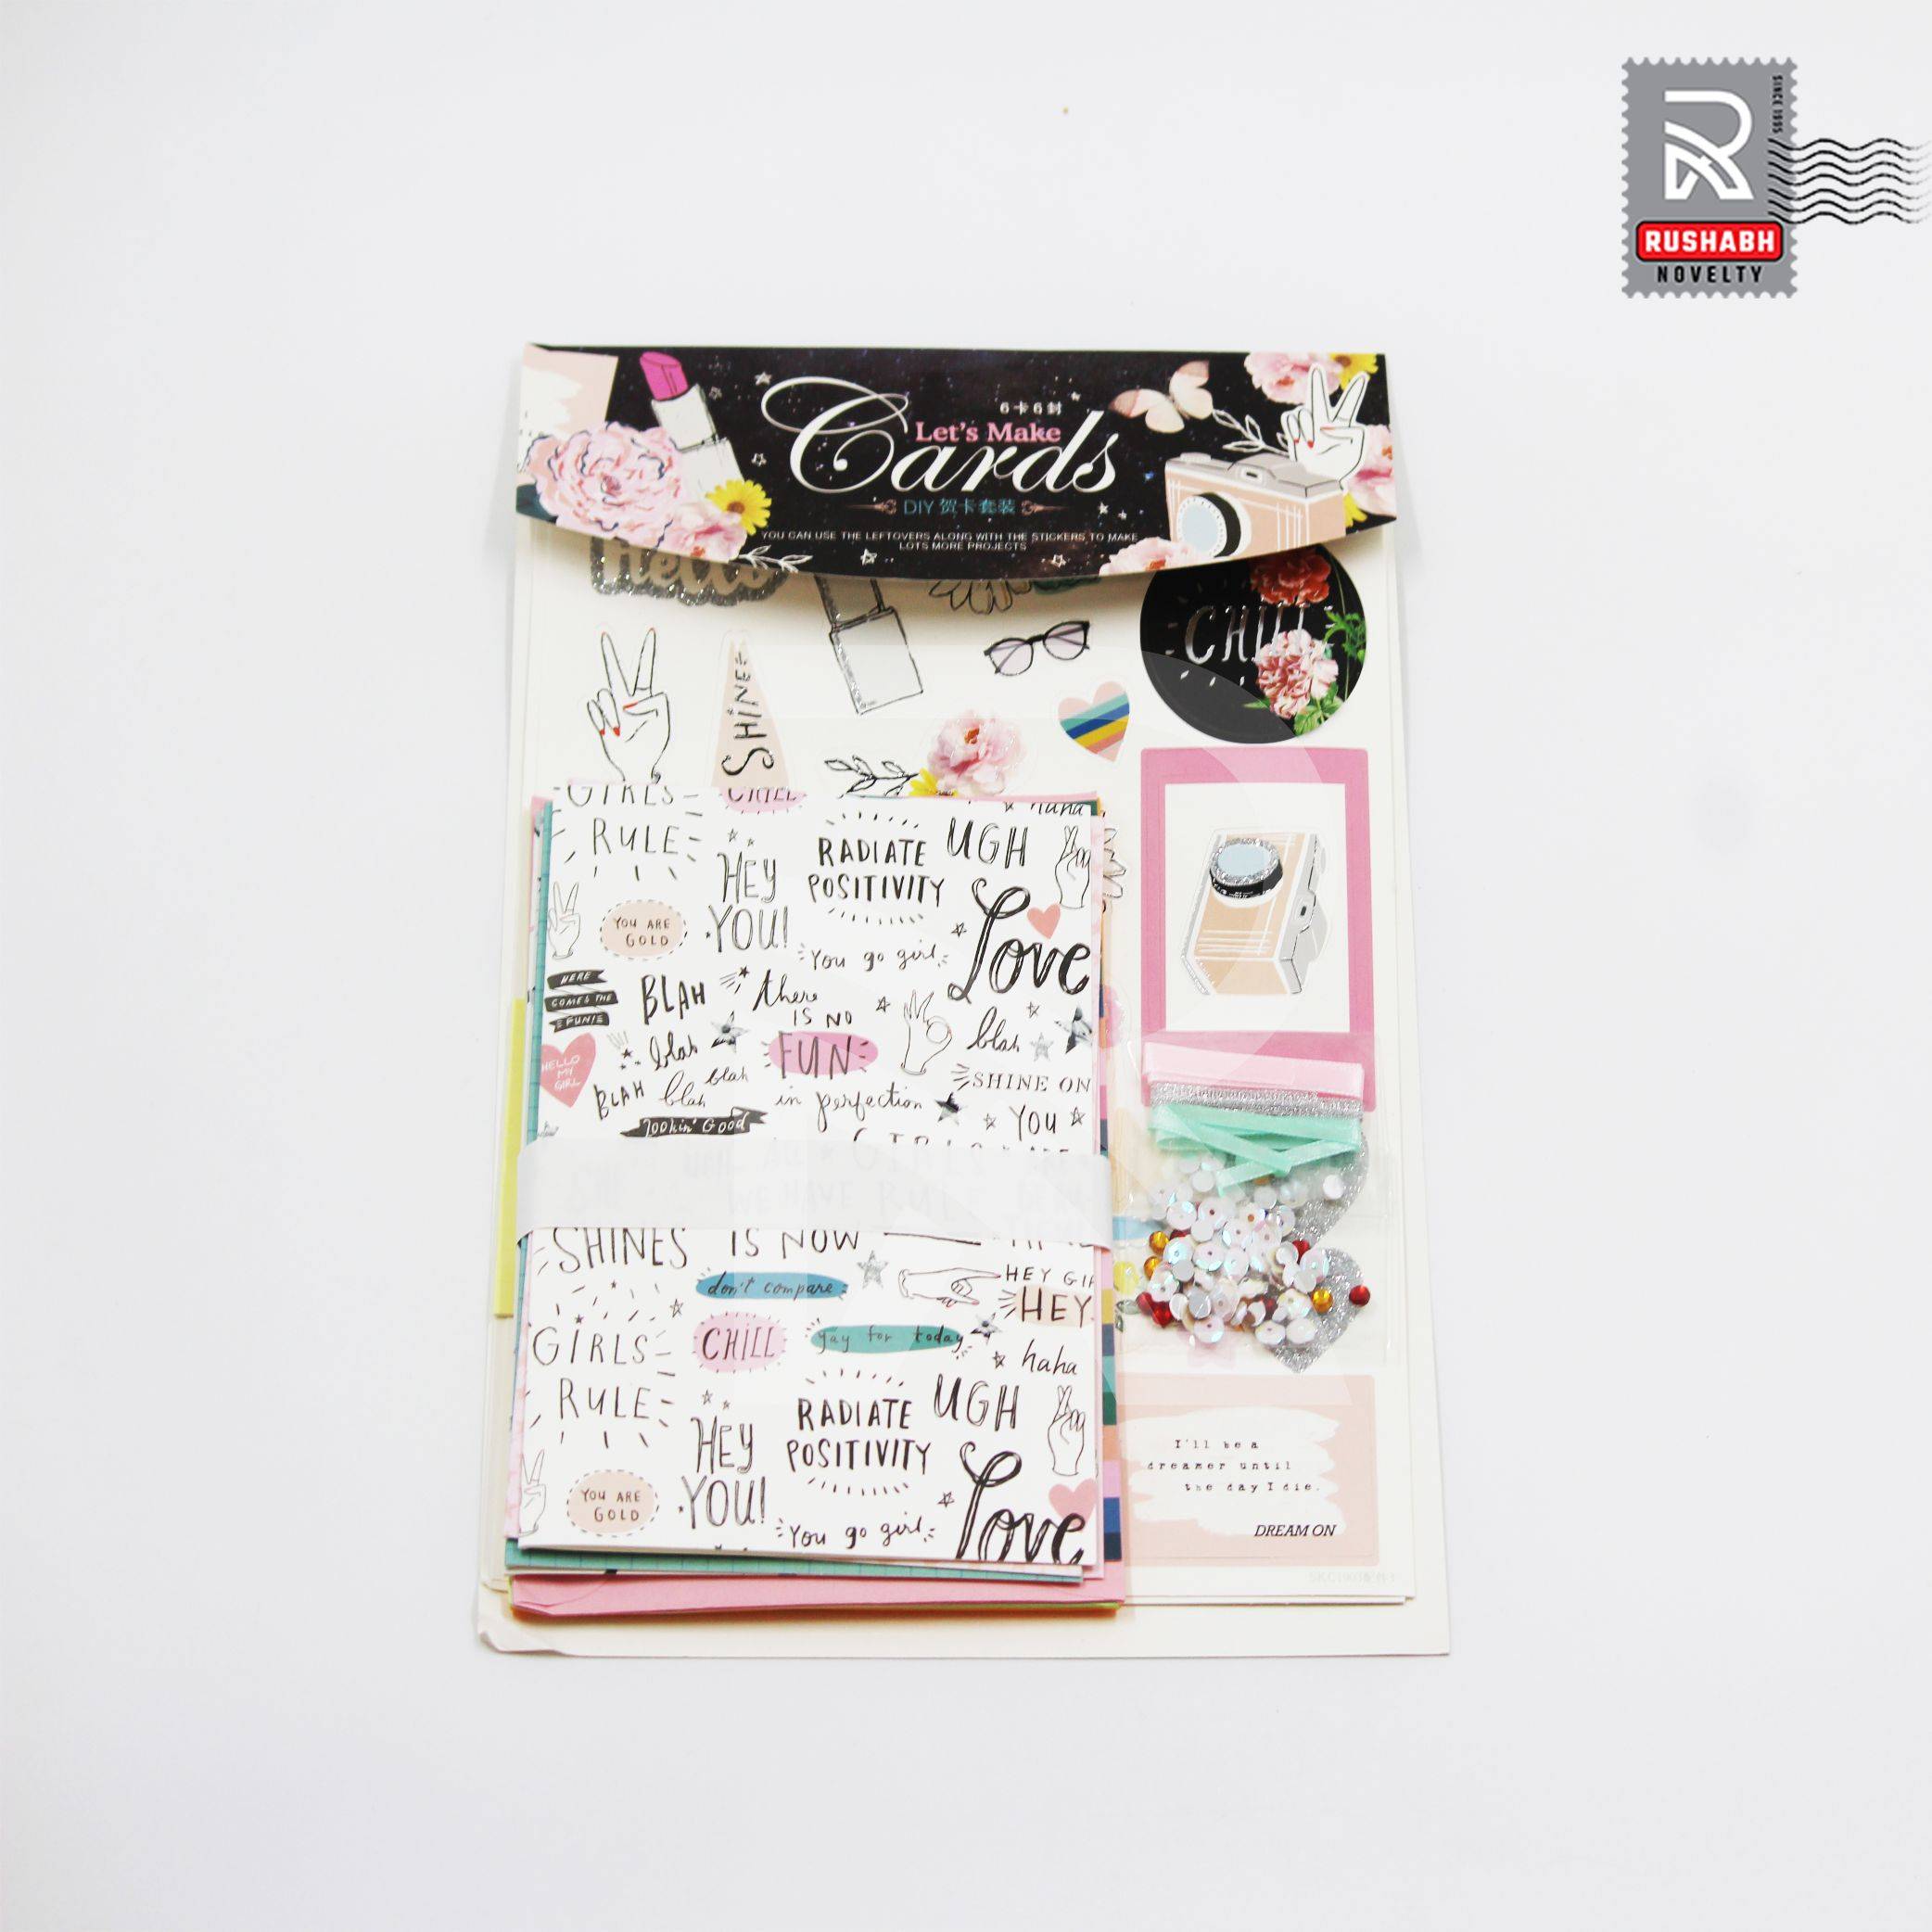 SINCE 1995
RUSHABH
NOVELTY
6卡6封
Let's Make
Cards
DIY 贺卡套装
YOU CAN USE THE LEFTOVERS ALONG WITH THE STICKERS TO MAKE
LOTS MORE PROJECTS
Hello
CHILL
SHINE
GIRLS
RULE
CHILL
haha
HEY
YOU!
RADIATE
POSITIVITY
UGH
Love
YOU ARE
GOLD
You go girl
HERE
COMES THE
BLAH
blah
BLAH blah blah
there
IS NO
FUN
in perfection
blah
SHINE ON
YOU
HELLO
MY
GIRL
lookin' Good
SHINES
IS NOW
don't compare
HEY GIR
HEY
GIRLS
RULE
CHILL
yay for today
haha
HEY
YOU!
RADIATE
POSITIVITY
UGH
Love
YOU ARE
GOLD
You go girl
I'll be a
dreamer until
the day I die.
DREAM ON